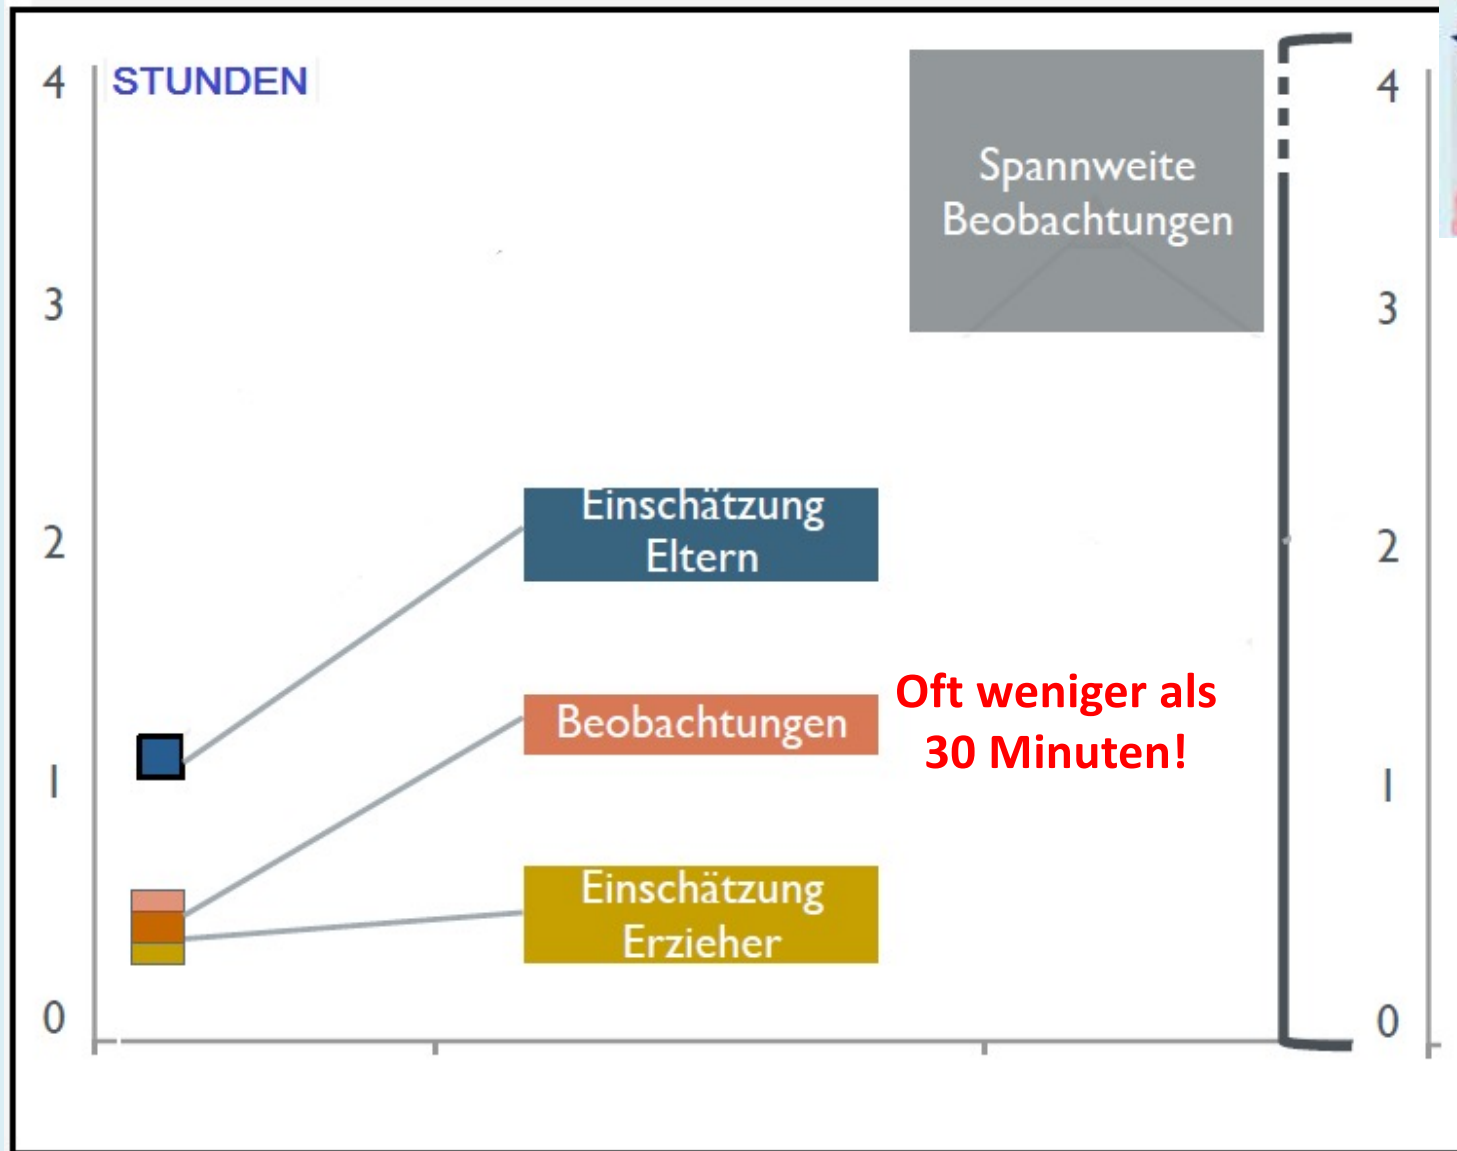 4
STUNDEN
3
2
1
0
Spannweite
Beobachtungen
Einschätzung
Eltern
Beobachtungen
Oft weniger als
30 Minuten!
Einschätzung
Erzieher
4
3
2
1
0